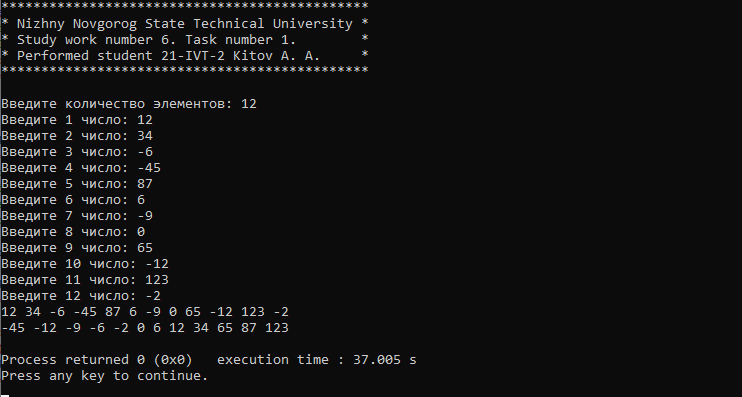 **********************************************
* Nizhny Novgorog State Technical University *
* Study work number 6. Task number 1.        *
* Performed student 21-IVT-2 Kitov A. A.     *
**********************************************
Введите количество элементов: 12
Введите 1 число: 12
Введите 2 число: 34
Введите 3 число: -6
Введите 4 число: -45
Введите 5 число: 87
Введите 6 число: 6
Введите 7 число: -9
Введите 8 число: 0
Введите 9 число: 65
Введите 10 число: -12
Введите 11 число: 123
Введите 12 число: -2
12 34 -6 -45 87 6 -9 0 65 -12 123 -2
-45 -12 -9 -6 -2 0 6 12 34 65 87 123
Process returned 0 (0x0)   execution time : 37.005 s
Press any key to continue.